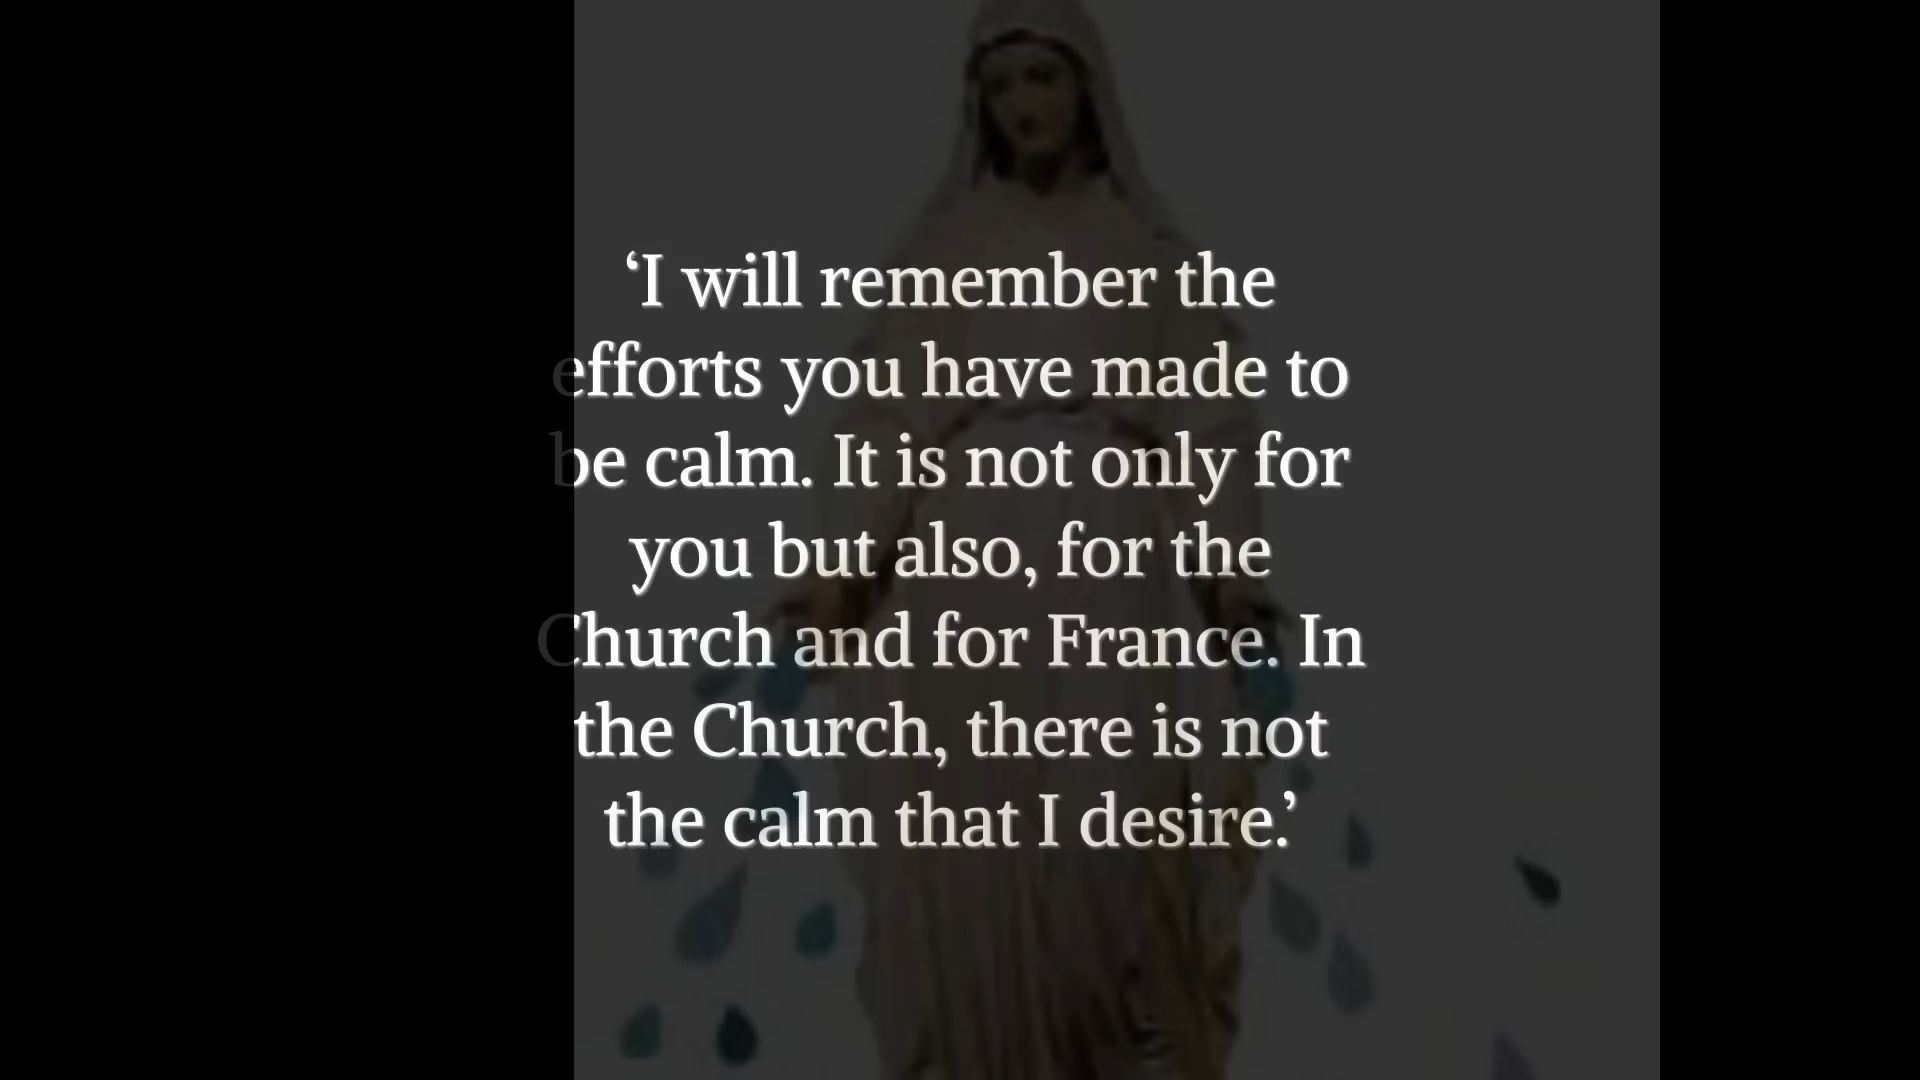 ‘I will remember the
efforts you have made to
be calm. It is not only for
you but also, for the
Church and for France. In
the Church, there is not
the calm that I desire.’